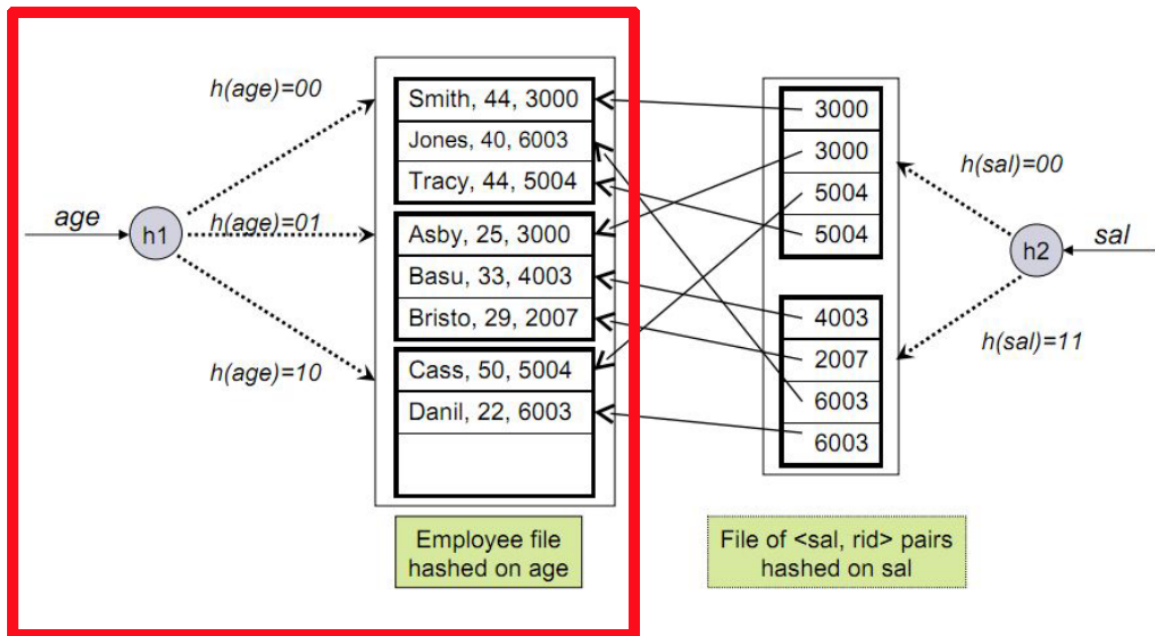 h(age)=00
age
h1
h(age)=01
h(age)=10
Smith, 44, 3000
Jones, 40, 6003
Tracy, 44, 5004
Asby, 25, 3000
Basu, 33, 4003
Bristo, 29, 2007
Cass, 50, 5004
Danil, 22, 6003
Employee file
hashed on age
3000
3000
5004
5004
4003
2007
6003
6003
h(sal)=00
h2
sal
h(sal)=11
File of <sal, rid> pairs
hashed on sal